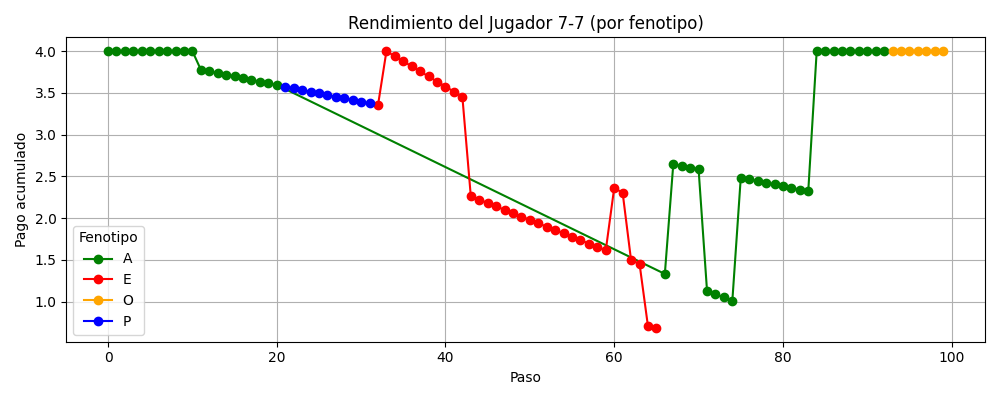 Rendimiento del Jugador 7-7 (por fenotipo)
Pago acumulado
4.0
3.5
3.0
2.5
2.0
1.5
1.0
Fenotipo
A
E
O
P
0 20 40 60 80 100
Paso